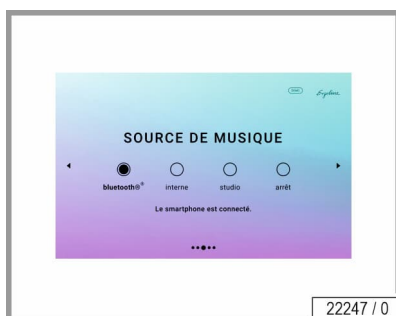 SOURCE DE MUSIQUE
bluetooth®®
interne
studio
arrêt
Le smartphone est connecté.
22247 / 0